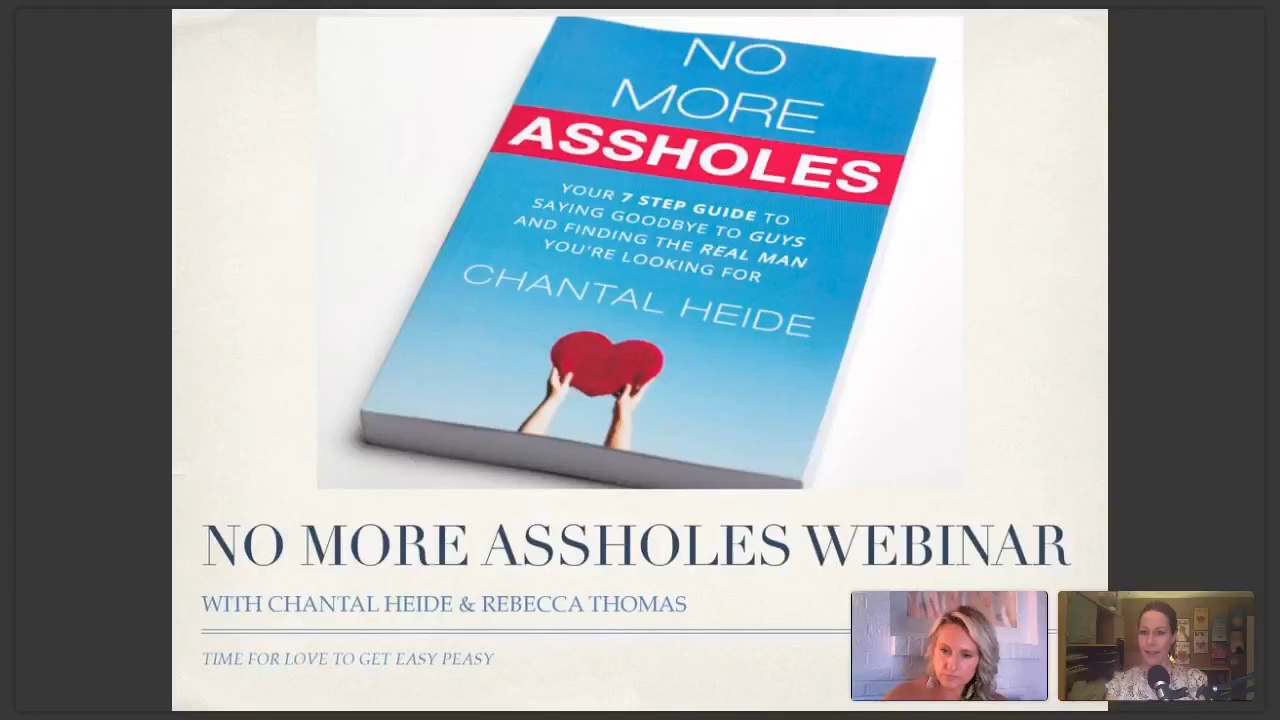 NO
MORE
ASSHOLES
YOUR 7 STEP GUIDE TO
SAYING GOODBYE TO GUYS
AND FINDING THE REAL MAN
YOU'RE LOOKING FOR
CHANTAL HEIDE
NO MORE ASSHOLES WEBINAR
WITH CHANTAL HEIDE & REBECCA THOMAS
TIME FOR LOVE TO GET EASY PEASY